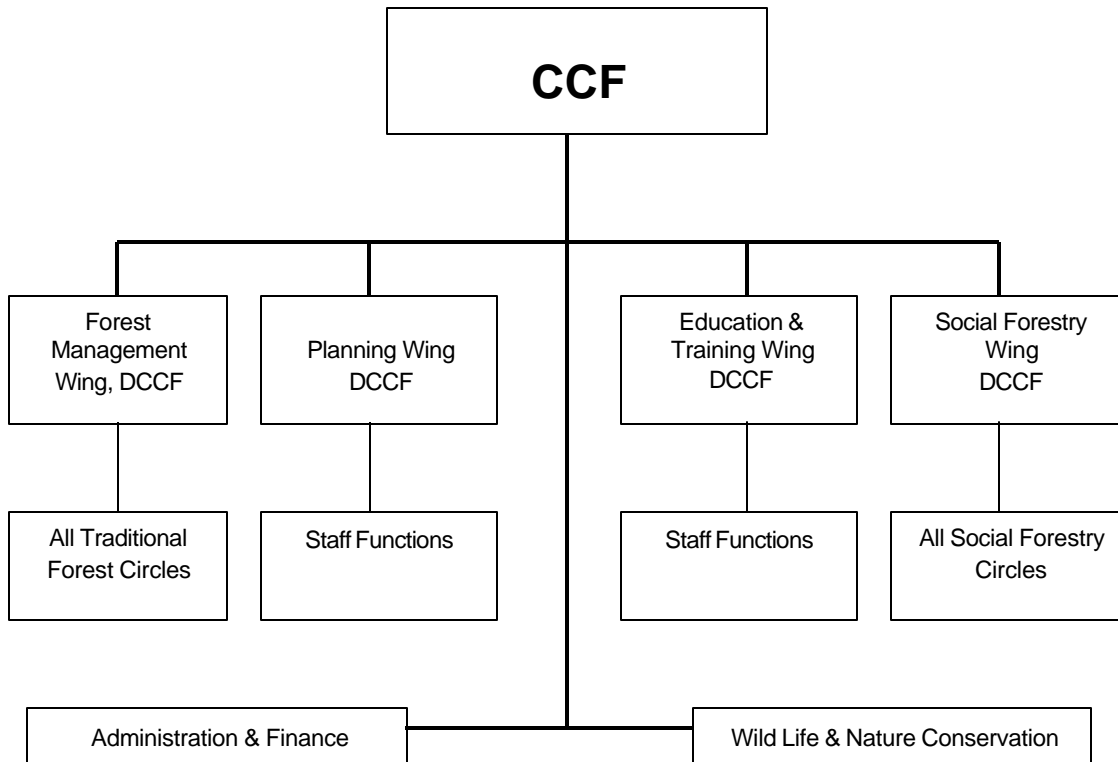 CCF
Forest
Management
Wing, DCCF
Planning Wing
DCCF
Education &
Training Wing
DCCF
Social Forestry
Wing
DCCF
All Traditional
Forest Circles
Staff Functions
Staff Functions
All Social Forestry
Circles
Administration & Finance
Wild Life & Nature Conservation